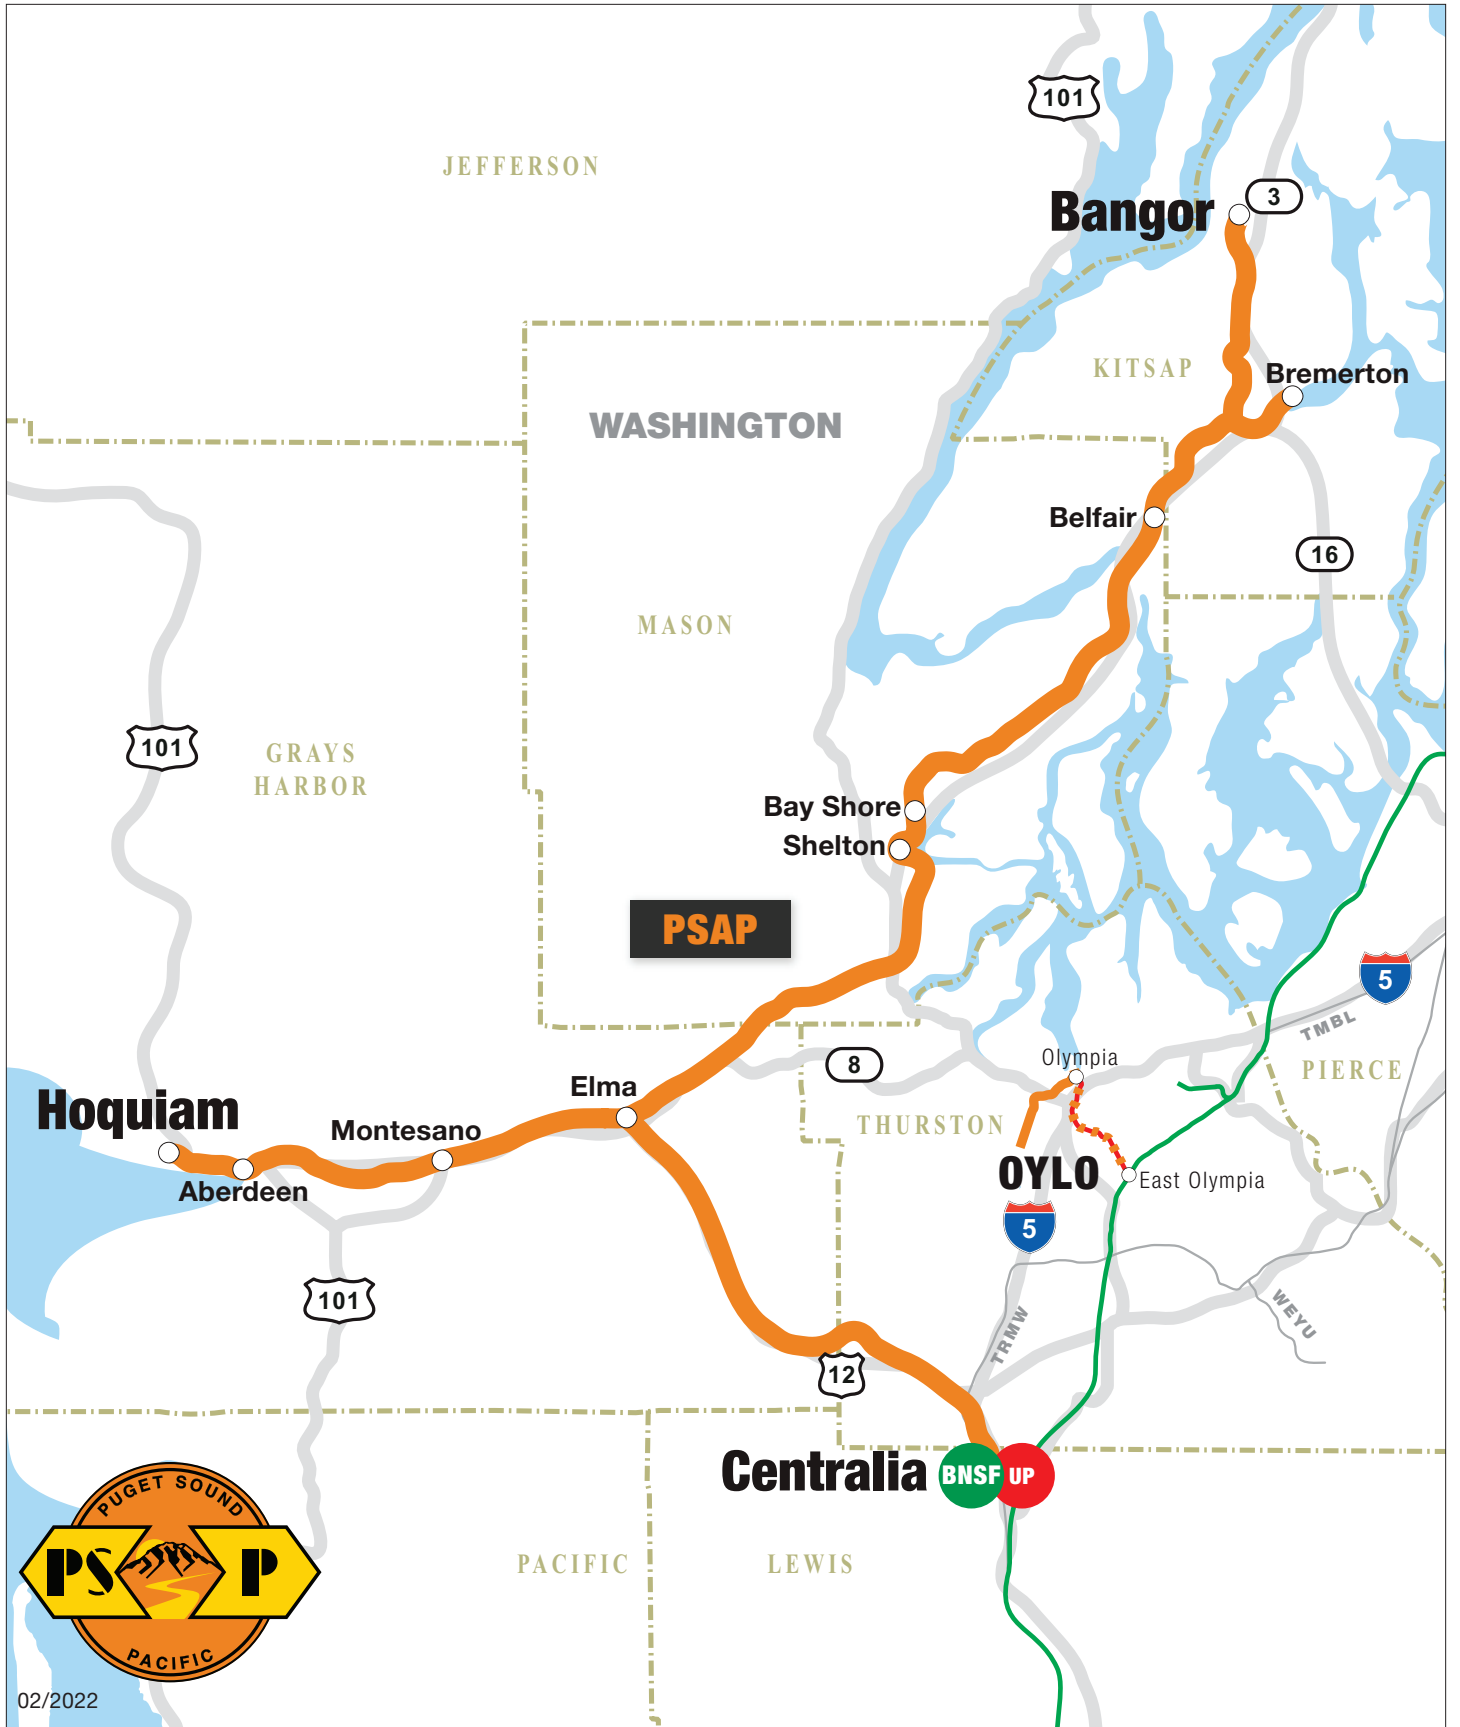 101
JEFFERSON
3
Bangor
KITSAP
Bremerton
WASHINGTON
Belfair
16
MASON
101
GRAYS
HARBOR
Bay Shore
Shelton
PSAP
5
TMBL
Olympia
8
PIERCE
Elma
Hoquiam
THURSTON
Montesano
OYLO
East Olympia
Aberdeen
5
101
WEYU
TRMW
12
Centralia
BNSF
UP
PUGET SOUND
PS P
PACIFIC
PACIFIC
LEWIS
02/2022